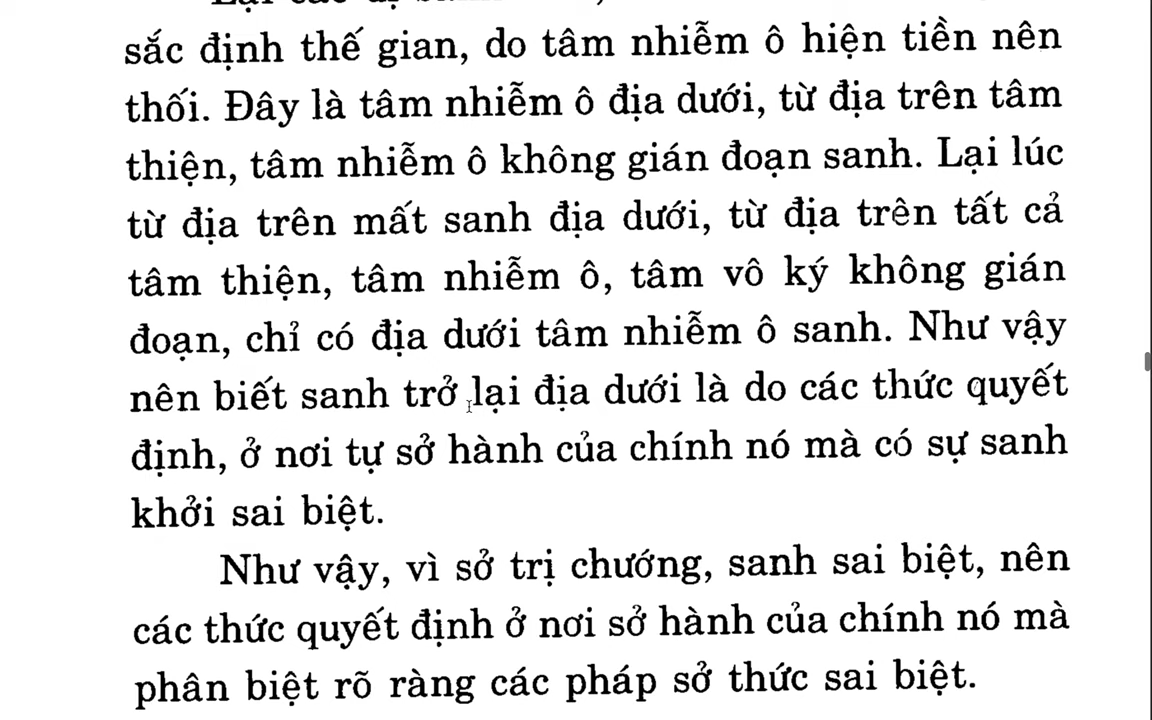 sắc định thế gian, do tâm nhiễm ô hiện tiền nên
thối. Đây là tâm nhiễm ô địa dưới, từ địa trên tâm
thiện, tâm nhiễm ô không gián đoạn sanh. Lại lúc
từ địa trên mất sanh địa dưới, từ địa trên tất cả
tâm thiện, tâm nhiễm ô, tâm vô ký không gián
đoạn, chỉ có địa dưới tâm nhiễm ô sanh. Như vậy
nên biết sanh trở lại địa dưới là do các thức quyết
định, ở nơi tự sở hành của chính nó mà có sự sanh
khởi sai biệt.
Như vậy, vì sở trị chướng, sanh sai biệt, nên
các thức quyết định ở nơi sở hành của chính nó mà
phân biệt rõ ràng các pháp sở thức sai biệt.